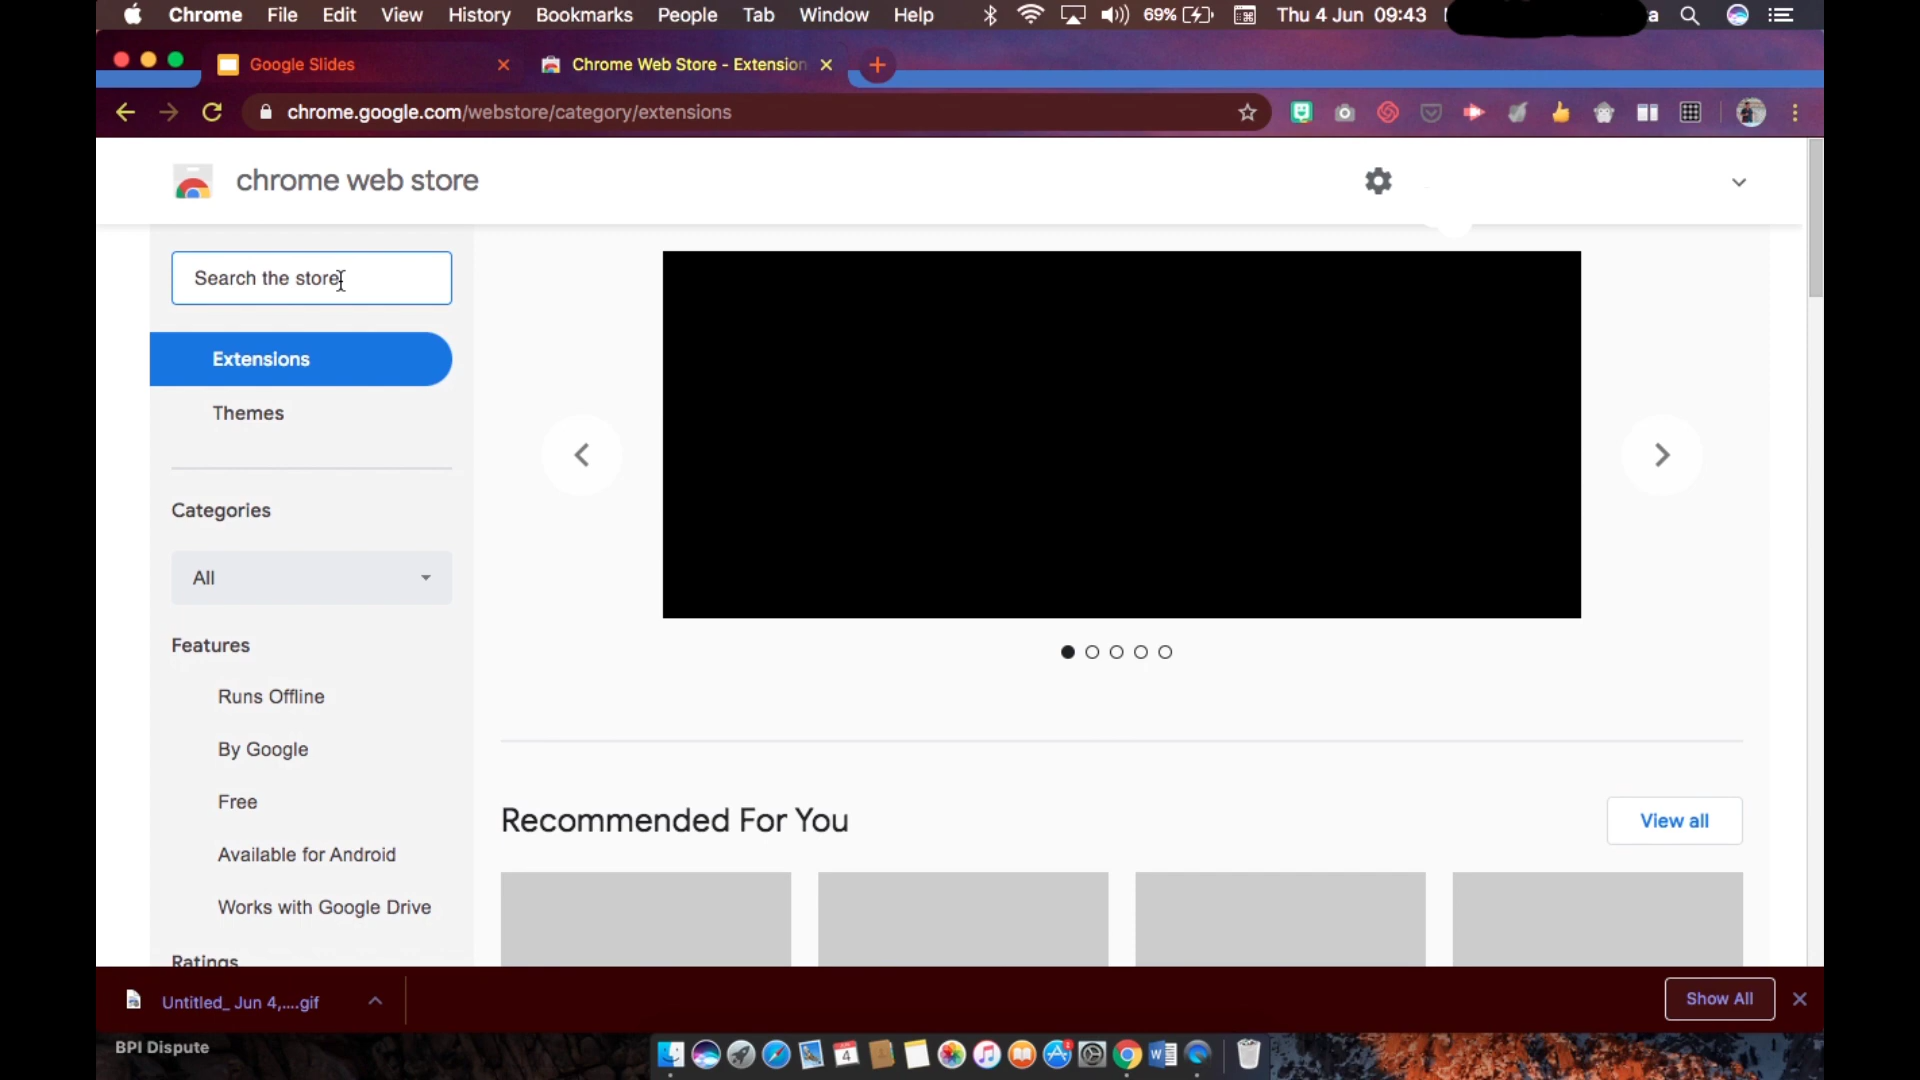 Chrome File Edit View History Bookmarks People Tab Window Help 69% Thu 4 Jun 09:43 a
Google Slides Chrome Web Store - Extension
chrome.google.com/webstore/category/extensions
chrome web store
Search the store
Extensions
Themes
Categories
All
Features
Runs Offline
By Google
Free
Available for Android
Works with Google Drive
Ratings
Recommended For You
View all
Untitled_ Jun 4,....gif
Show All
BPI Dispute